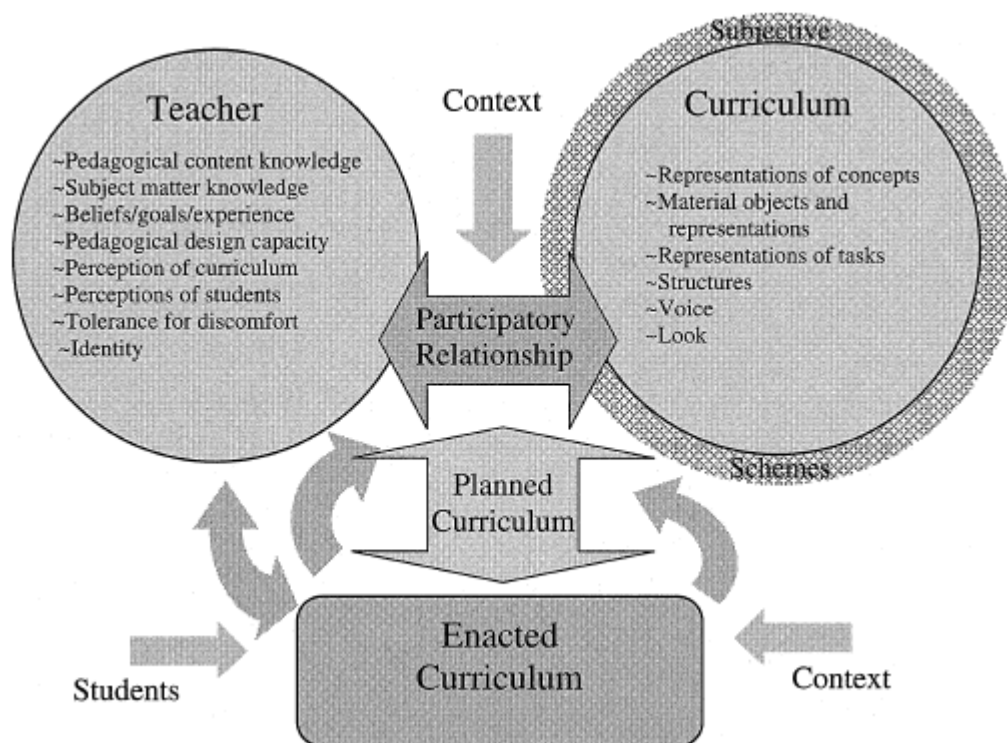 Subjective
Teacher
~Pedagogical content knowledge
~Subject matter knowledge
~Beliefs/goals/experience
~Pedagogical design capacity
~Perception of curriculum
~Perceptions of students
~Tolerance for discomfort
~Identity
Context
Curriculum
~Representations of concepts
~Material objects and
representations
~Representations of tasks
~Structures
~Voice
~Look
Participatory
Relationship
Schemes
Planned
Curriculum
Enacted
Curriculum
Students
Context